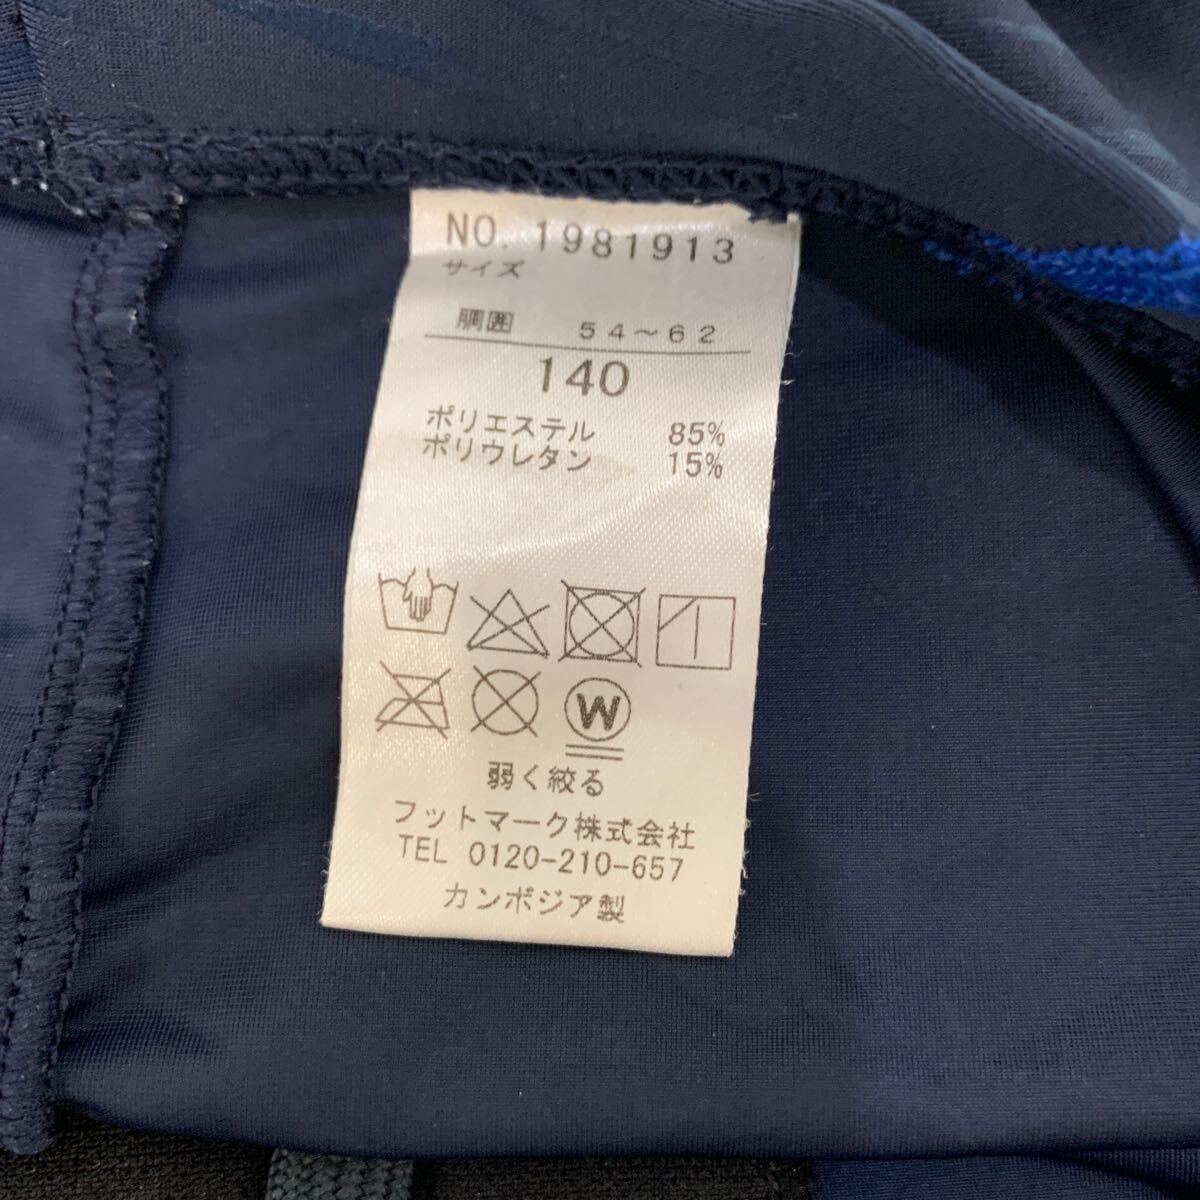 NO. 1981913
サイズ
胴囲 54～62
140
ポリエステル 85%
ポリウレタン 15%
W
弱く絞る
フットマーク株式会社
TEL 0120-210-657
カンボジア製